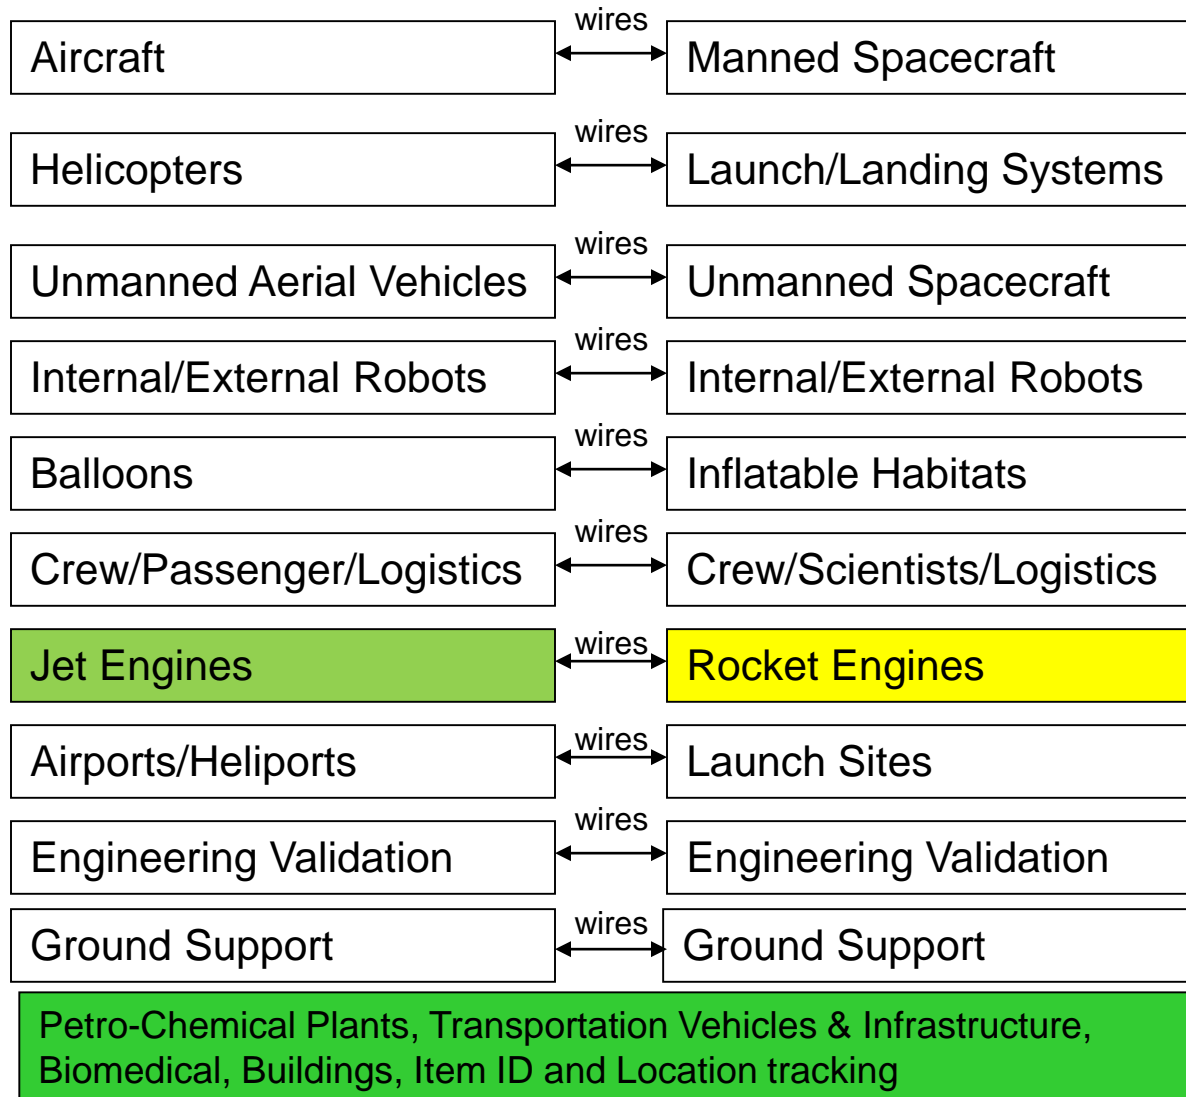 wires
Aircraft Manned Spacecraft
wires
Helicopters Launch/Landing Systems
wires
Unmanned Aerial Vehicles Unmanned Spacecraft
wires
Internal/External Robots Internal/External Robots
wires
Balloons Inflatable Habitats
wires
Crew/Passenger/Logistics Crew/Scientists/Logistics
wires
Jet Engines Rocket Engines
wires
Airports/Heliports Launch Sites
wires
Engineering Validation Engineering Validation
wires
Ground Support Ground Support
Petro-Chemical Plants, Transportation Vehicles & Infrastructure,
Biomedical, Buildings, Item ID and Location tracking